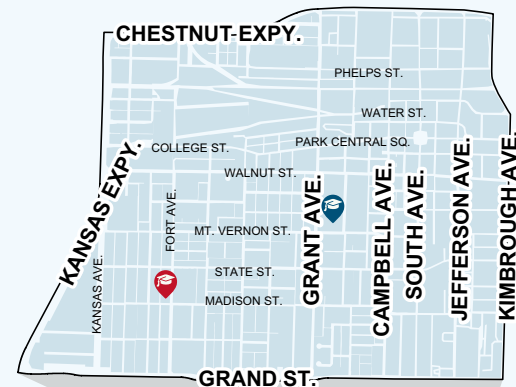 CHESTNUT EXPY.
PHELPS ST.
WATER ST.
PARK CENTRAL SQ.
COLLEGE ST.
WALNUT ST.
KANSAS EXPY.
FORT AVE.
MT. VERNON ST.
GRANT AVE.
CAMPBELL AVE.
SOUTH AVE.
JEFFERSON AVE.
KIMBROUGH AVE.
KANSAS AVE.
STATE ST.
MADISON ST.
GRAND ST.